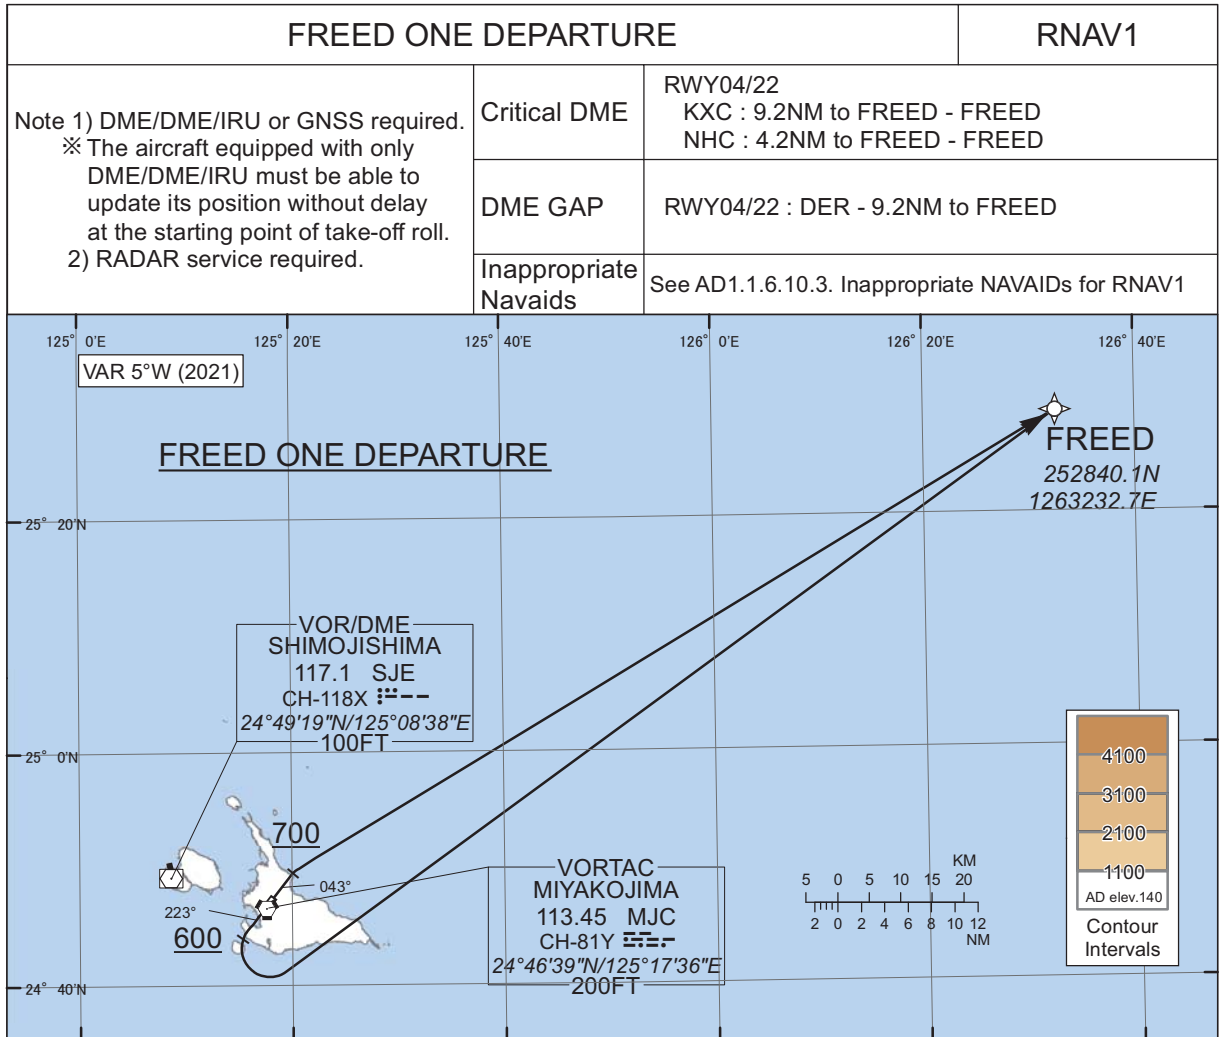 FREED ONE DEPARTURE
RNAV1
Note 1) DME/DME/IRU or GNSS required.
※ The aircraft equipped with only
DME/DME/IRU must be able to
update its position without delay
at the starting point of take-off roll.
2) RADAR service required.
Critical DME
RWY04/22
KXC : 9.2NM to FREED - FREED
NHC : 4.2NM to FREED - FREED
DME GAP
RWY04/22 : DER - 9.2NM to FREED
Inappropriate
Navaids
See AD1.1.6.10.3. Inappropriate NAVAIDs for RNAV1
125° 0'E
125° 20'E
125° 40'E
126° 0'E
126° 20'E
126° 40'E
VAR 5°W (2021)
FREED ONE DEPARTURE
FREED
252840.1N
1263232.7E
25° 20'N
VOR/DME
SHIMOJISHIMA
117.1 SJE
CH-118X
24°49'19"N/125°08'38"E
100FT
25° 0'N
700
043°
223°
600
VORTAC
MIYAKOJIMA
113.45 MJC
CH-81Y
24°46'39"N/125°17'36"E
200FT
KM
5 0 5 10 15 20
2 0 2 4 6 8 10 12
NM
4100
3100
2100
1100
AD elev.140
Contour
Intervals
24° 40'N